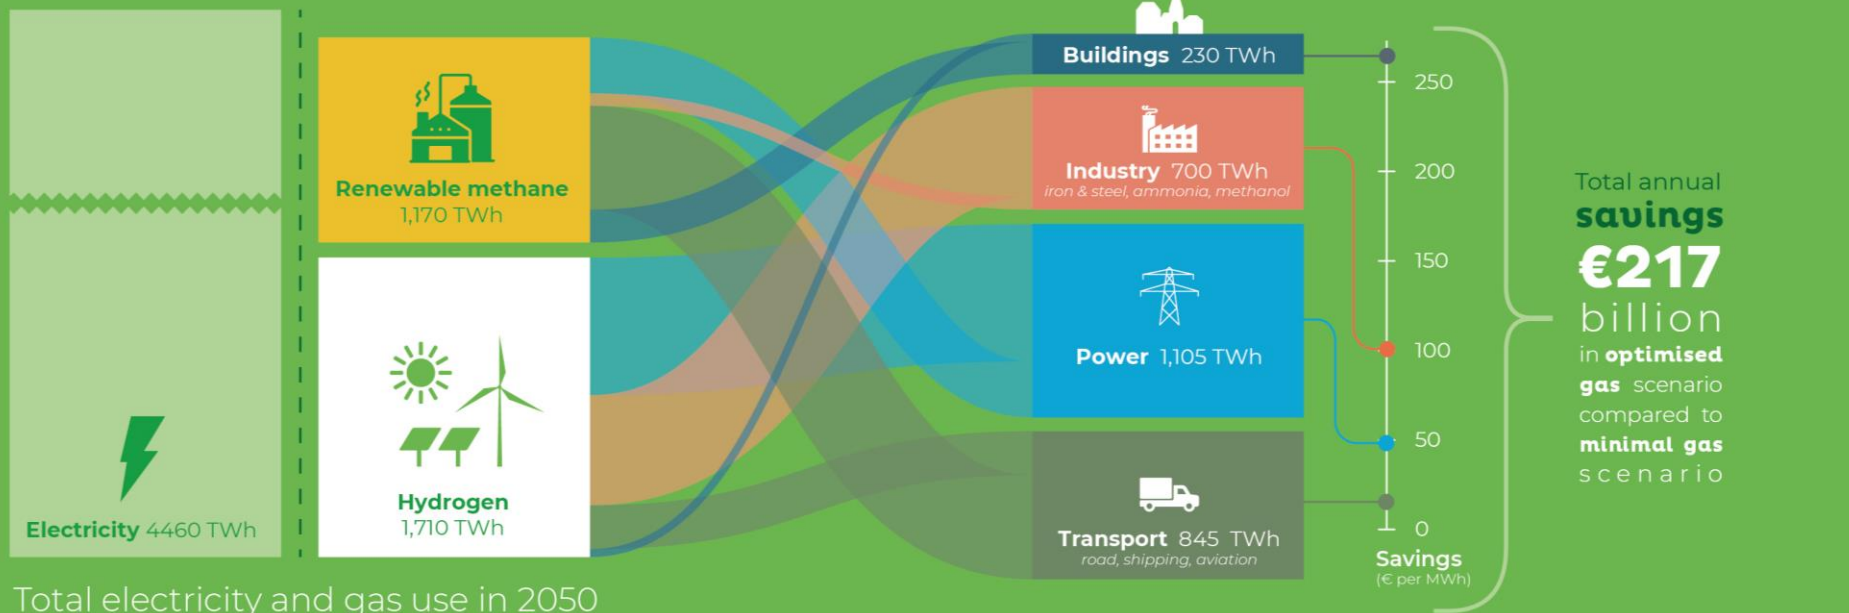 Electricity 4460 TWh
Renewable methane
1,170 TWh
Hydrogen
1,710 TWh
Buildings 230 TWh
Industry 700 TWh
iron & steel, ammonia, methanol
Power 1,105 TWh
Transport 845 TWh
road, shipping, aviation
250
200
150
100
50
0
Savings
(€ per MWh)
Total annual
savings
€217
billion
in optimised
gas scenario
compared to
minimal gas
scenario
Total electricity and gas use in 2050